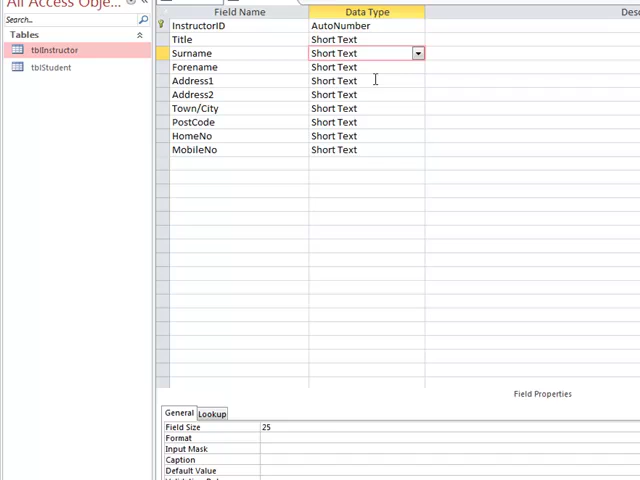 All Access Obje...
Search...
Tables
tblInstructor
tblStudent
Field Name Data Type Desc
InstructorID AutoNumber
Title Short Text
Surname Short Text
Forename Short Text
Address1 Short Text
Address2 Short Text
Town/City Short Text
PostCode Short Text
HomeNo Short Text
MobileNo Short Text
Field Properties
General Lookup
Field Size 25
Format
Input Mask
Caption
Default Value